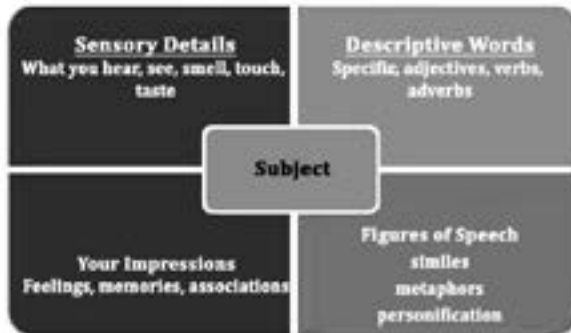 Sensory Details
What you hear, see, smell, touch,
taste
Descriptive Words
Specific, adjectives, verbs,
adverbs
Subject
Your Impressions
Feelings, memories, associations
Figures of Speech
similes
metaphors
personification